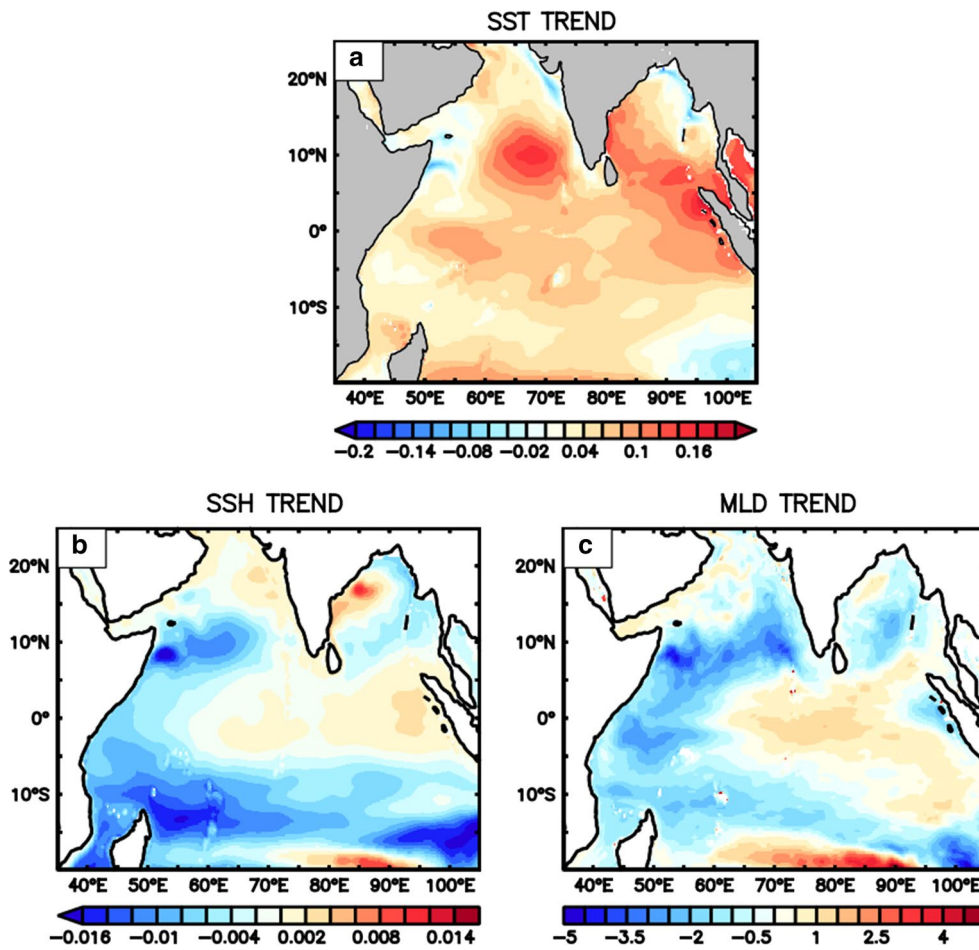 SST TREND
a
20°N
10°N
0°
10°S
40°E 50°E 60°E 70°E 80°E 90°E 100°E
−0.2 −0.14 −0.08 −0.02 0.04 0.1 0.16
SSH TREND MLD TREND
b c
20°N 20°N
10°N 10°N
0° 0°
10°S 10°S
40°E 50°E 60°E 70°E 80°E 90°E 100°E 40°E 50°E 60°E 70°E 80°E 90°E 100°E
−0.016 −0.01 −0.004 0.002 0.008 0.014 −5 −3.5 −2 −0.5 1 2.5 4